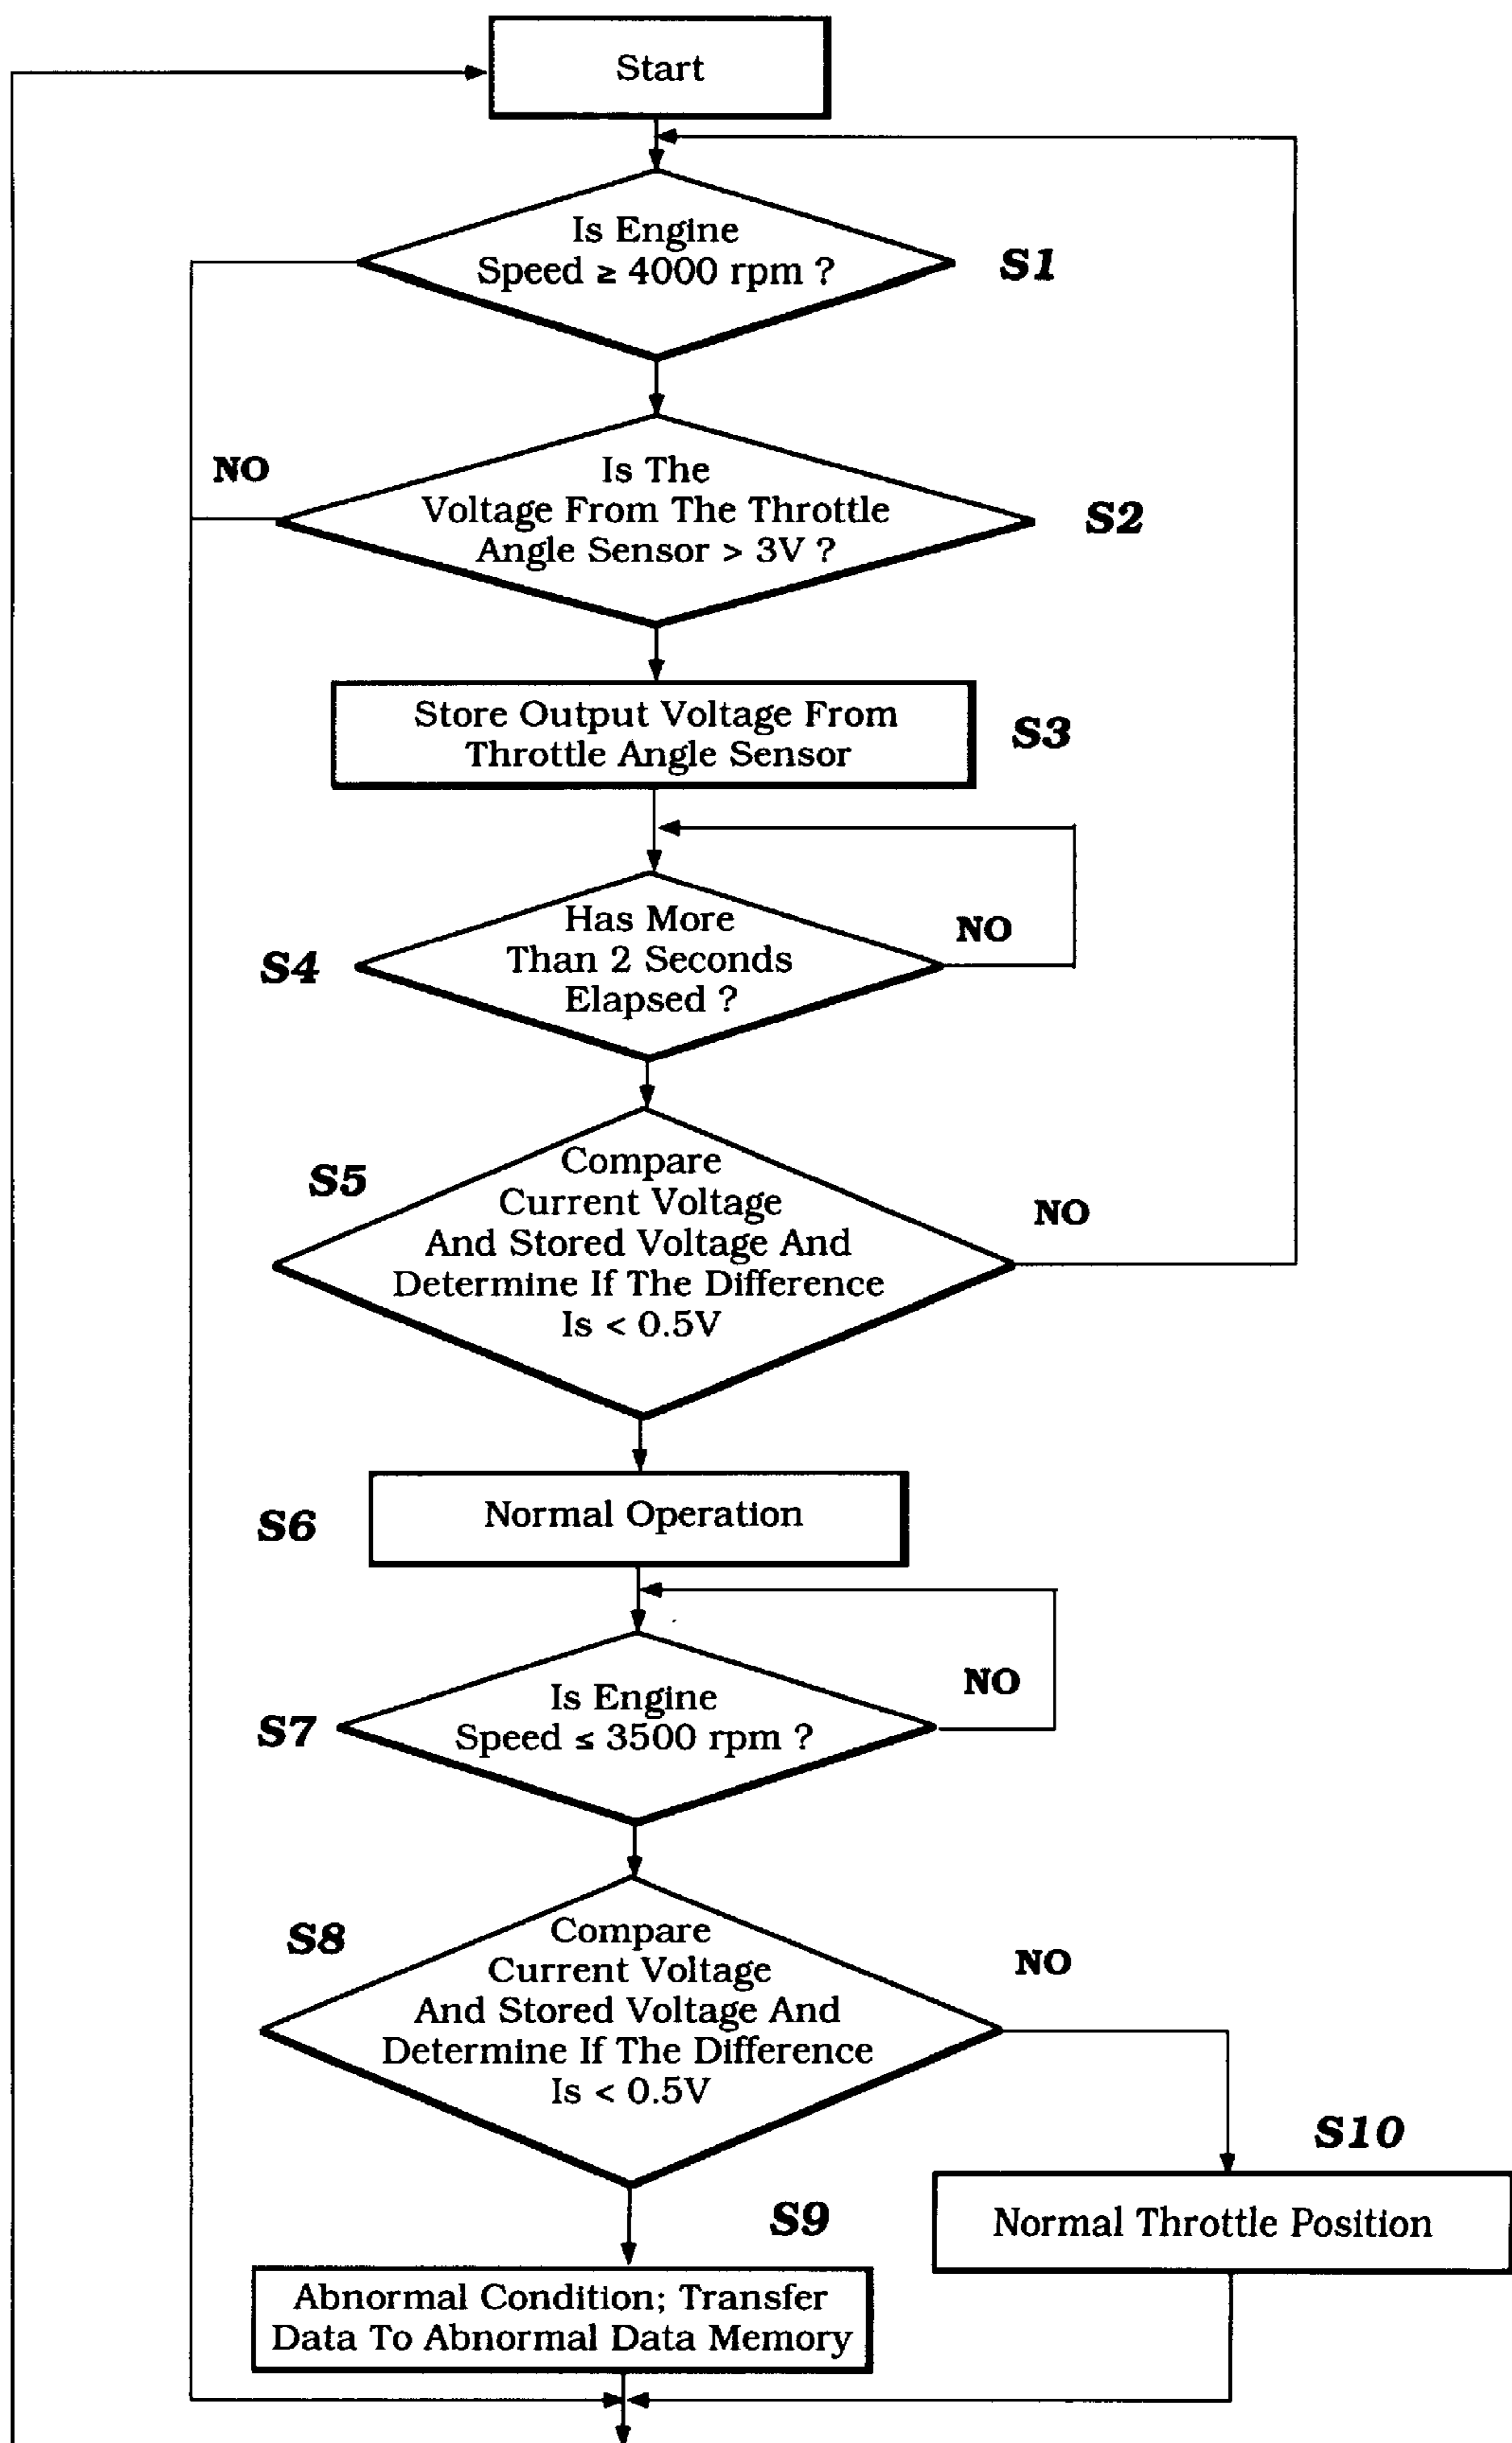 Start
Is Engine
Speed ≥ 4000 rpm ?
S1
NO
Is The
Voltage From The Throttle
Angle Sensor > 3V ?
S2
Store Output Voltage From
Throttle Angle Sensor
S3
Has More
Than 2 Seconds
Elapsed ?
NO
S4
Compare
Current Voltage
And Stored Voltage And
Determine If The Difference
Is < 0.5V
S5
NO
Normal Operation
S6
Is Engine
Speed ≤ 3500 rpm ?
NO
S7
Compare
Current Voltage
And Stored Voltage And
Determine If The Difference
Is < 0.5V
S8
NO
S10
Normal Throttle Position
S9
Abnormal Condition; Transfer
Data To Abnormal Data Memory